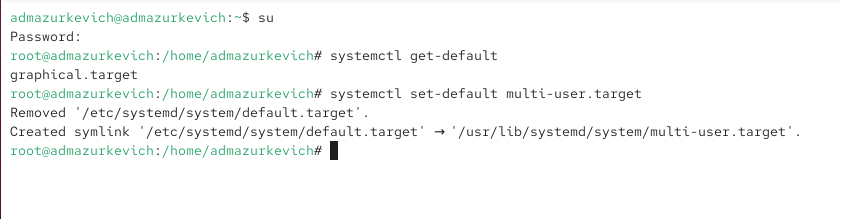 admazurkevich@admazurkevich:~$ su
Password:
root@admazurkevich:/home/admazurkevich# systemctl get-default
graphical.target
root@admazurkevich:/home/admazurkevich# systemctl set-default multi-user.target
Removed '/etc/systemd/system/default.target'.
Created symlink '/etc/systemd/system/default.target' → '/usr/lib/systemd/system/multi-user.target'.
root@admazurkevich:/home/admazurkevich#